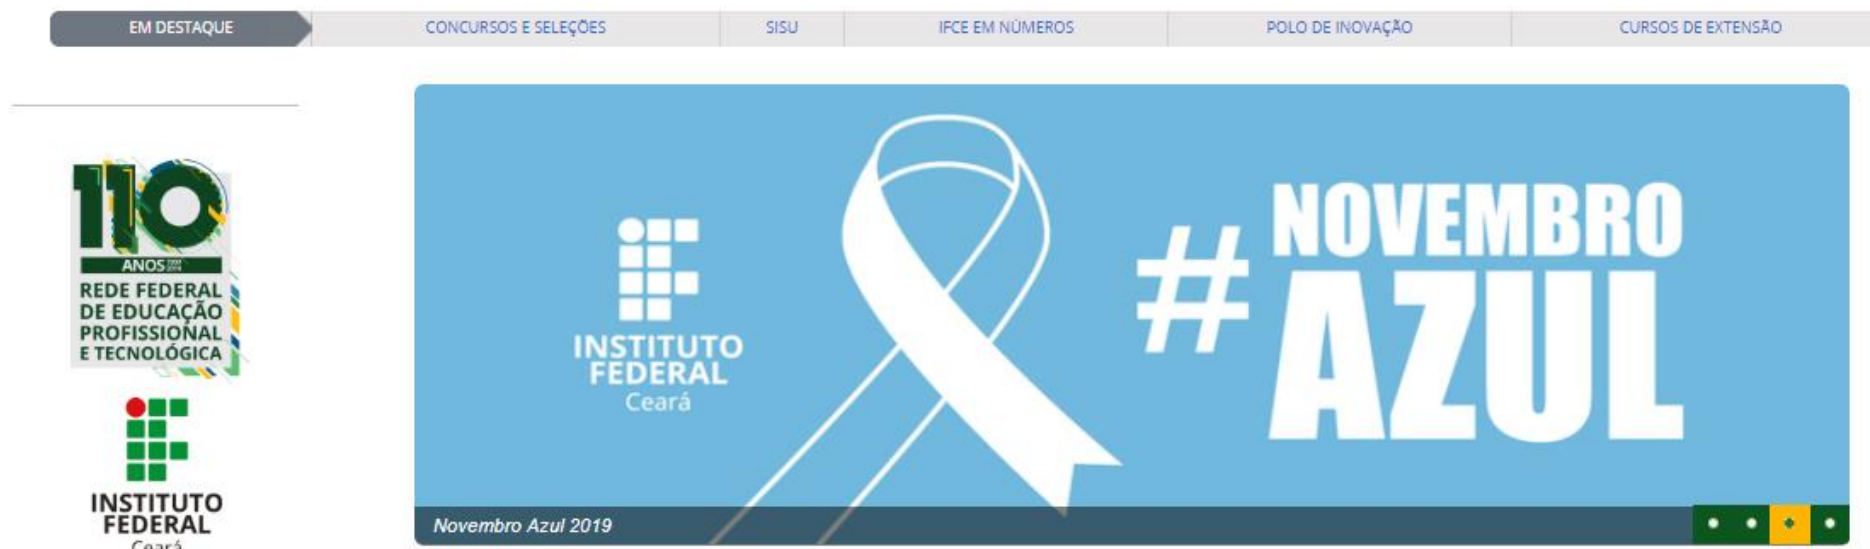 EM DESTAQUE
CONCURSOS E SELEÇÕES
SISU
IFCE EM NÚMEROS
POLO DE INOVAÇÃO
CURSOS DE EXTENSÃO
110
ANOS
REDE FEDERAL
DE EDUCAÇÃO
PROFISSIONAL
E TECNOLÓGICA
INSTITUTO
FEDERAL
Ceará
INSTITUTO
FEDERAL
Ceará
#NOVEMBRO
AZUL
Novembro Azul 2019